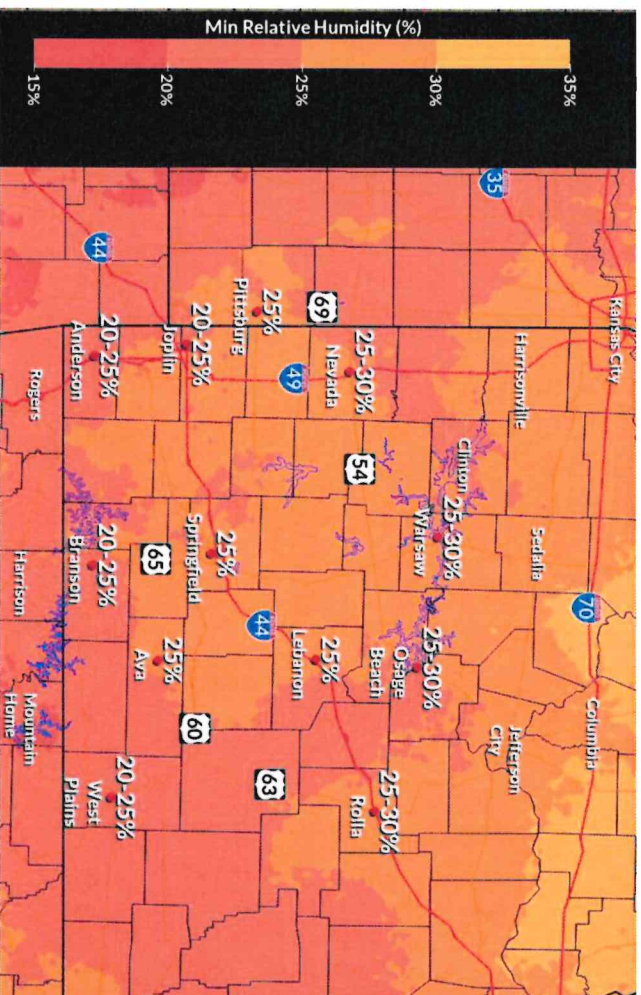 Min Relative Humidity (%)
15%
20%
25%
30%
35%
Kansas City
35
70
Columbia
Harrisonville
Sedalia
Jefferson
City
Clinton
25-30%
Warsaw
25-30%
Osage
Beach
25-30%
Nevada
54
25-30%
Rolla
69
49
25%
Lebanon
25%
Pittsburg
44
63
20-25%
Joplin
25%
Springfield
60
65
25%
Ava
44
20-25%
Anderson
20-25%
Branson
20-25%
West
Plains
Rogers
Harrison
Mountain
Home